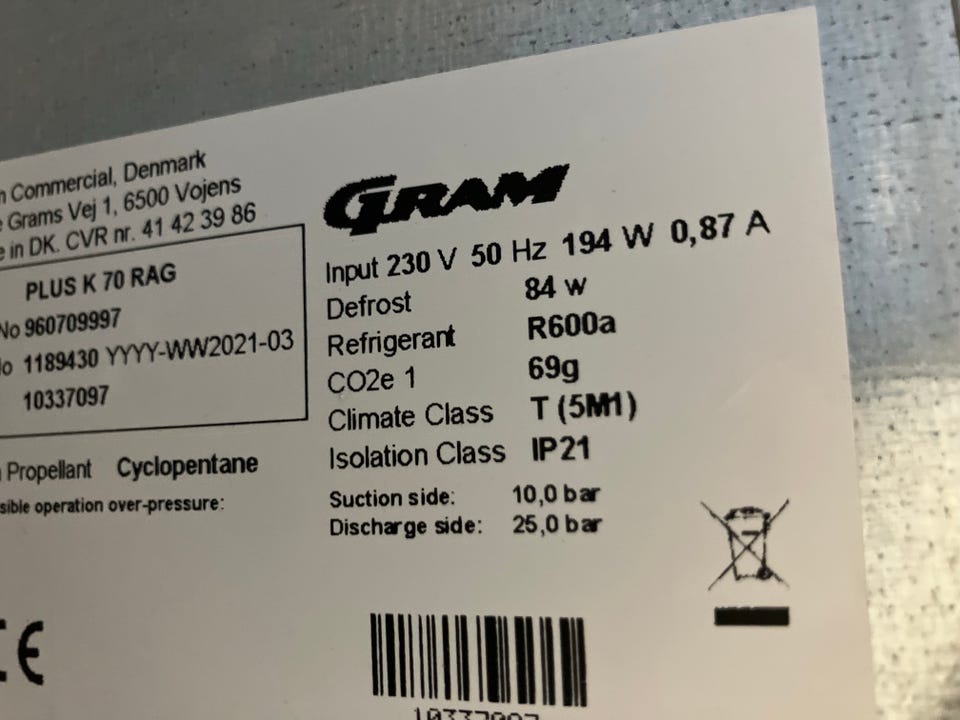 Commercial, Denmark
Grams Vej 1, 6500 Vojens
in DK. CVR nr. 41 42 39 86
PLUS K 70 RAG
No 960709997
1189430 YYYY-WW2021-03
10337097
Propellant Cyclopentane
sible operation over-pressure:
CE
GRAM
Input 230 V 50 Hz 194 W 0,87 A
Defrost 84 w
Refrigerant R600a
CO2e 1 69g
Climate Class T (5M1)
Isolation Class IP21
Suction side: 10,0 bar
Discharge side: 25,0 bar
10337097